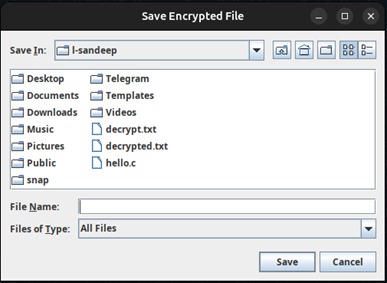 Save Encrypted File
Save In: l-sandeep
Desktop Telegram
Documents Templates
Downloads Videos
Music decrypt.txt
Pictures decrypted.txt
Public hello.c
snap
File Name:
Files of Type: All Files
Save Cancel